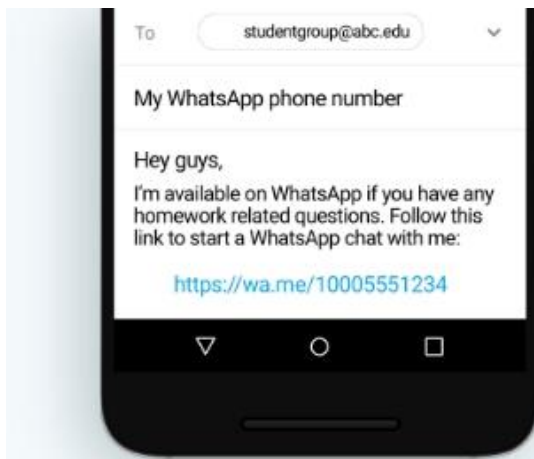 To studentgroup@abc.edu
My WhatsApp phone number
Hey guys,
I'm available on WhatsApp if you have any
homework related questions. Follow this
link to start a WhatsApp chat with me:
https://wa.me/10005551234